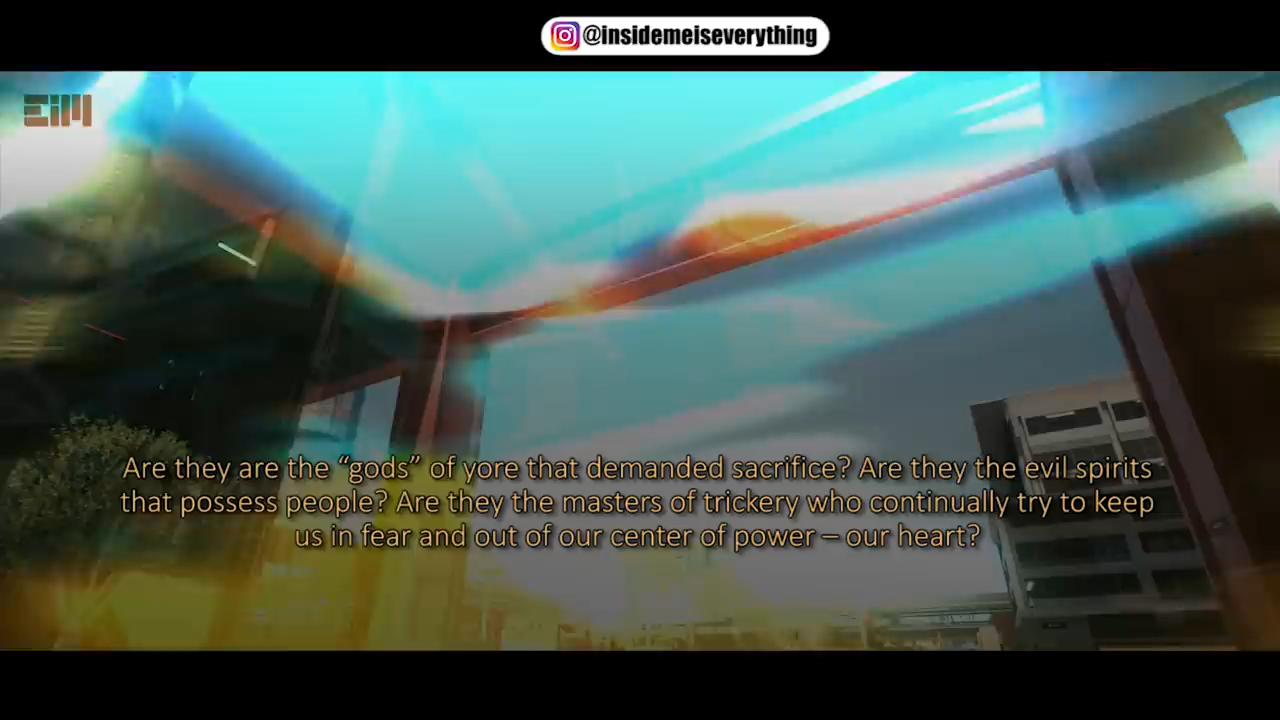 @insidemeiseverything
EiM
Are they are the “gods” of yore that demanded sacrifice? Are they the evil spirits
that possess people? Are they the masters of trickery who continually try to keep
us in fear and out of our center of power – our heart?